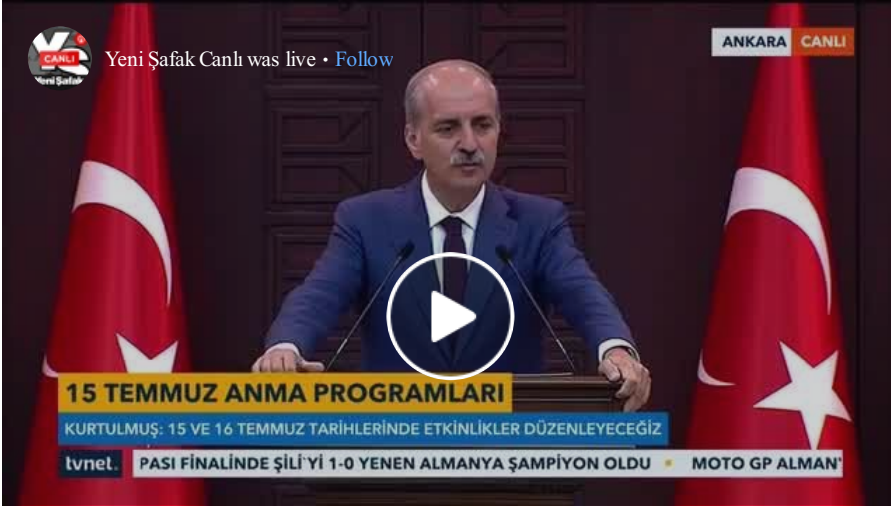 CANLI
Yeni Şafak
Yeni Şafak Canlı was live · Follow
ANKARA CANLI
15 TEMMUZ ANMA PROGRAMLARI
KURTULMUŞ: 15 VE 16 TEMMUZ TARİHLERİNDE ETKİNLİKLER DÜZENLEYECEĞİZ
tvnet. PASI FİNALİNDE ŞİLİ'Yİ 1-0 YENEN ALMANYA ŞAMPİYON OLDU • MOTO GP ALMAN'